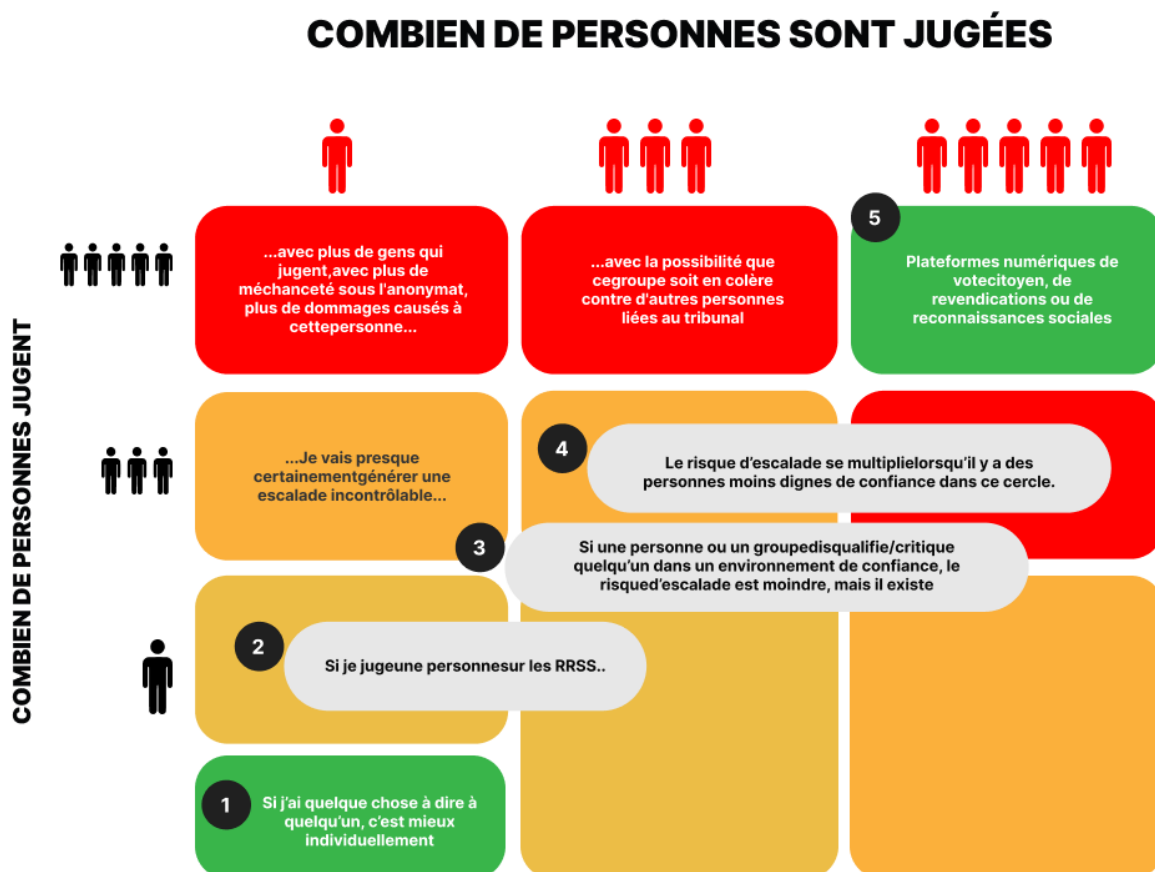 COMBIEN DE PERSONNES SONT JUGÉES
COMBIEN DE PERSONNES JUGENT
...avec plus de gens qui
jugent,avec plus de
méchanceté sous l'anonymat,
plus de dommages causés à
cettepersonne...
...avec la possibilité que
cegroupe soit en colère
contre d'autres personnes
liées au tribunal
5
Plateformes numériques de
votecitoyen, de
revendications ou de
reconnaissances sociales
...Je vais presque
certainementgénérer une
escalade incontrôlable...
4
Le risque d’escalade se multiplielorsqu’il y a des
personnes moins dignes de confiance dans ce cercle.
3
Si une personne ou un groupedisqualifie/critique
quelqu’un dans un environnement de confiance, le
risqued’escalade est moindre, mais il existe
2
Si je jugeune personnesur les RRSS..
1
Si j’ai quelque chose à dire à
quelqu’un, c’est mieux
individuellement